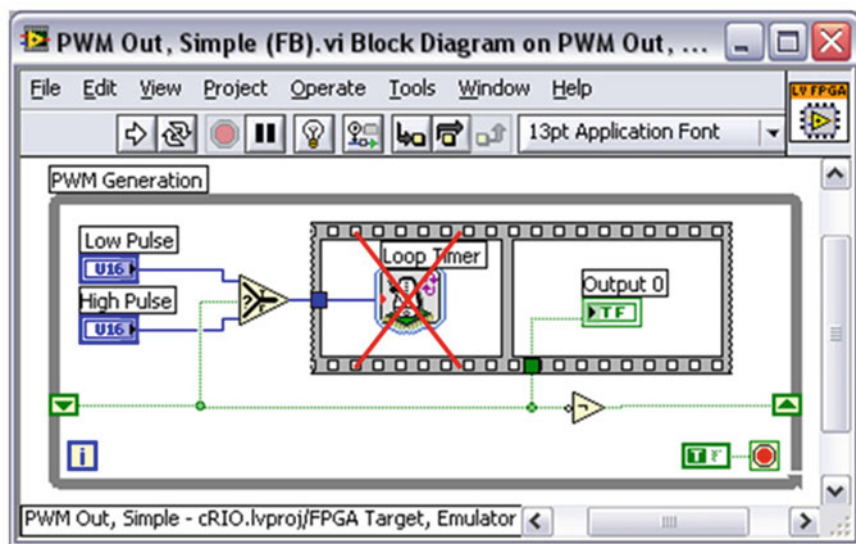 PWM Out, Simple (FB).vi Block Diagram on PWM Out, ...
File Edit View Project Operate Tools Window Help
LV FPGA
13pt Application Font
PWM Generation
Low Pulse
U16
High Pulse
U16
?
Loop Timer
Output 0
TF
i
T F
PWM Out, Simple - cRIO.lvproj/FPGA Target, Emulator